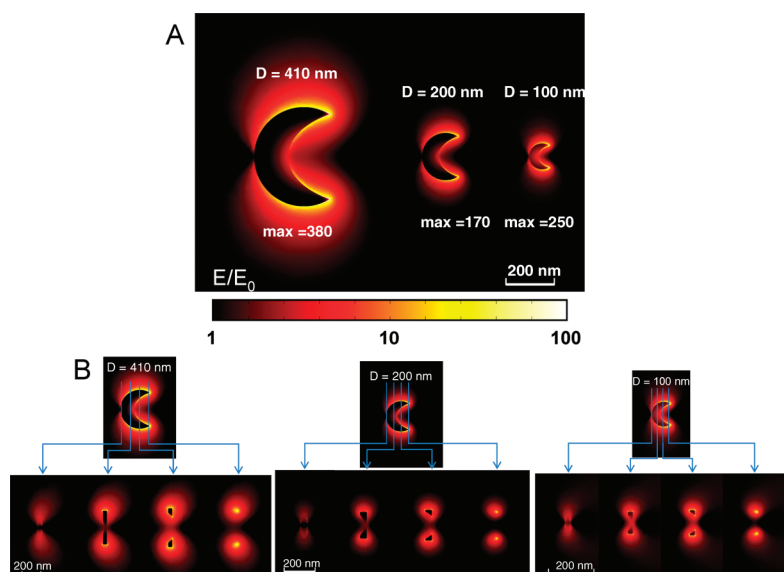 A
D = 410 nm
D = 200 nm
D = 100 nm
max =380
max =170
max =250
E/E0
200 nm
1
10
100
B
D = 410 nm
D = 200 nm
D = 100 nm
200 nm
200 nm
200 nm